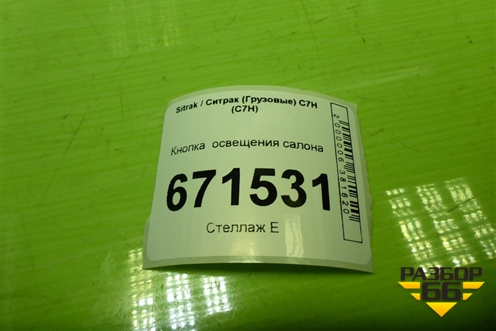 Sitrak / Ситрак (Грузовые) C7H
(C7H)
Кнопка освещения салона
671531
Стеллаж Е
2000006381620
РАЗБОР
66